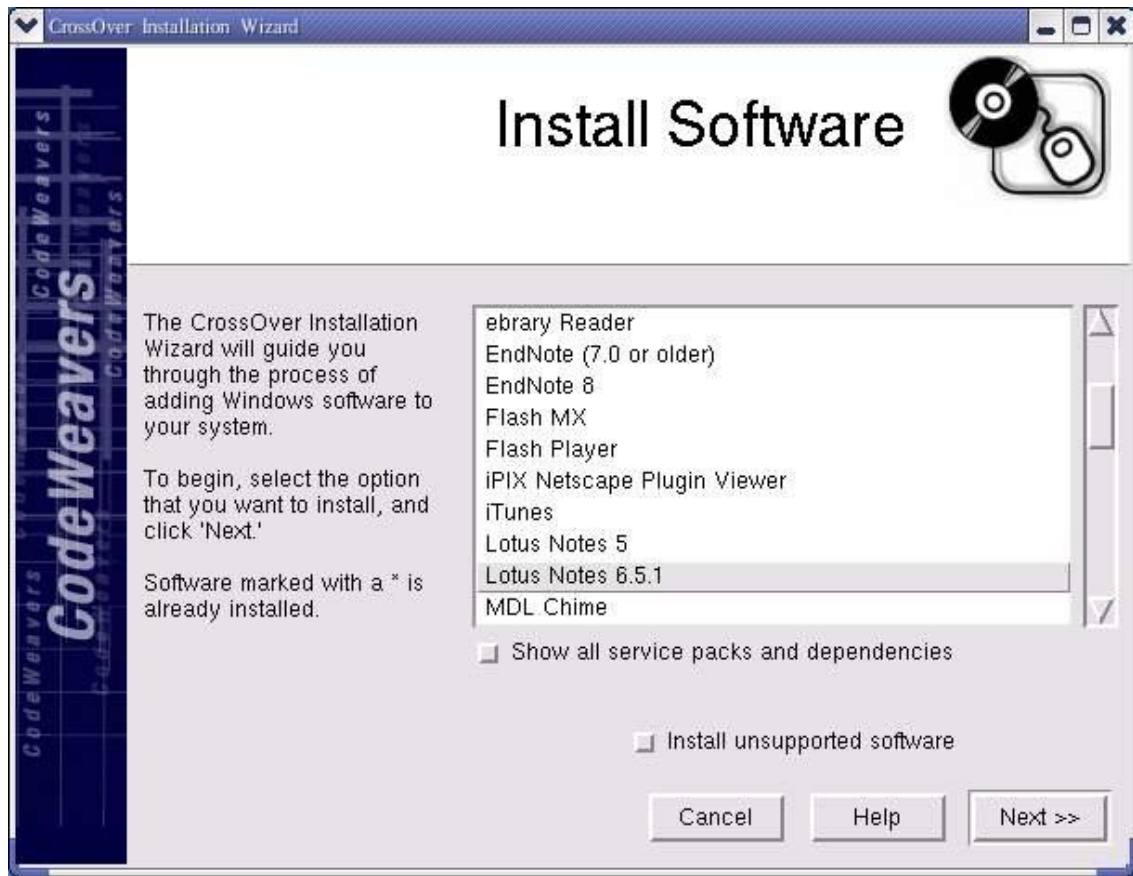 CrossOver Installation Wizard
Install Software
CodeWeavers
CodeWeavers
CodeWeavers
CodeWeavers
The CrossOver Installation
Wizard will guide you
through the process of
adding Windows software to
your system.
To begin, select the option
that you want to install, and
click 'Next.'
Software marked with a * is
already installed.
ebrary Reader
EndNote (7.0 or older)
EndNote 8
Flash MX
Flash Player
iPIX Netscape Plugin Viewer
iTunes
Lotus Notes 5
Lotus Notes 6.5.1
MDL Chime
Show all service packs and dependencies
Install unsupported software
Cancel
Help
Next >>